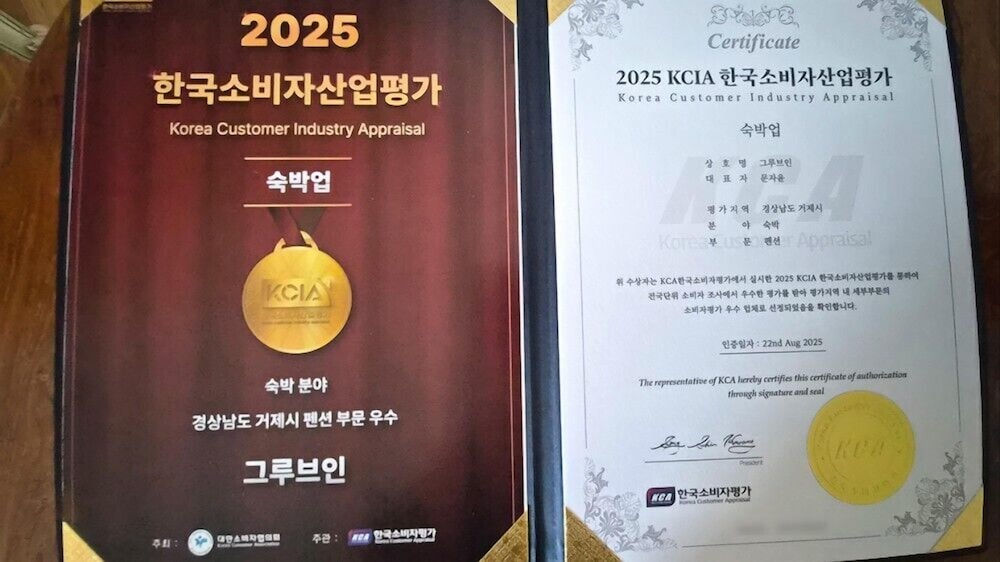 2025
한국소비자산업평가
Korea Customer Industry Appraisal
숙박업
KCIA
숙박 분야
경상남도 거제시 펜션 부문 우수
그루브인
주최 : 대한소비자협의회
Korea Consumer Association
주관 : KCA 한국소비자평가
Korea Customer Appraisal
Certificate
2025 KCIA 한국소비자산업평가
Korea Customer Industry Appraisal
숙박업
KCA
Korea Customer Appraisal
상 호 명 그루브인
대 표 자 문자윤
평가지역 경상남도 거제시
분 야 숙박
부 문 펜션
위 수상자는 KCA한국소비자평가에서 실시한 2025 KCIA 한국소비자산업평가를 통하여
전국단위 소비자 조사에서 우수한 평가를 받아 평가지역 내 세부부문의
소비자평가 우수 업체로 선정되었음을 확인합니다.
인증일자 : 22nd Aug 2025
The representative of KCA hereby certifies this certificate of authorization
through signature and seal
President
KCA 한국소비자평가
Korea Customer Appraisal
KCA